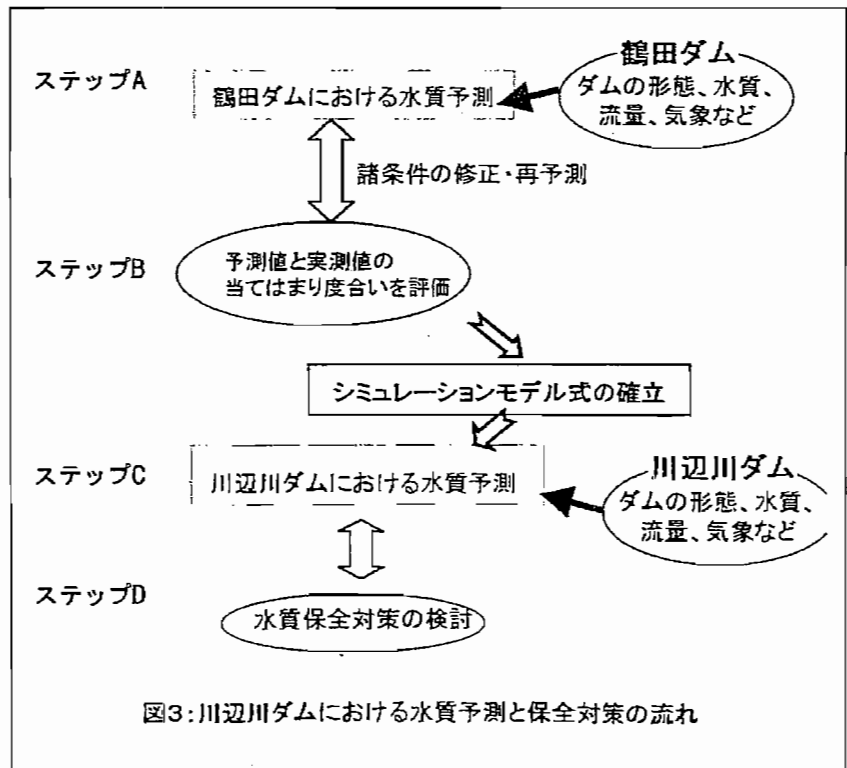 ステップA
鶴田ダムにおける水質予測
鶴田ダム
ダムの形態、水質、
流量、気象など
諸条件の修正・再予測
ステップB
予測値と実測値の
当てはまり度合いを評価
シミュレーションモデル式の確立
ステップC
川辺川ダムにおける水質予測
川辺川ダム
ダムの形態、水質、
流量、気象など
ステップD
水質保全対策の検討
図3:川辺川ダムにおける水質予測と保全対策の流れ